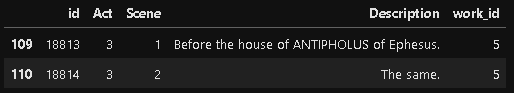 id Act Scene Description work_id
109 18813 3 1 Before the house of ANTIPHOLUS of Ephesus. 5
110 18814 3 2 The same. 5